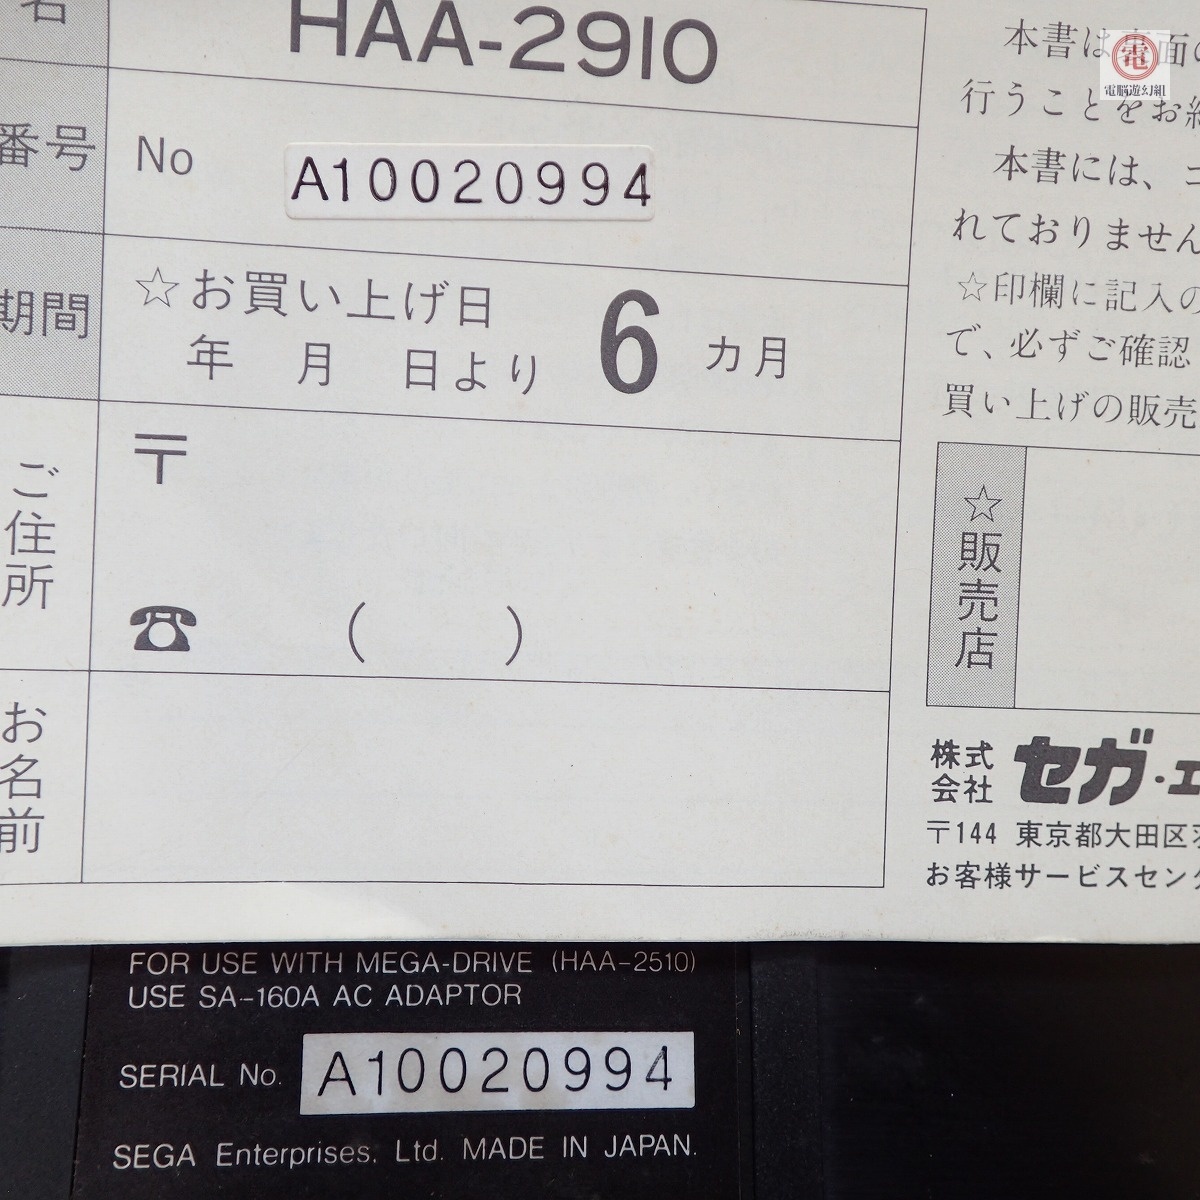 名 HAA-2910
番号 No A10020994
期間 ☆お買い上げ日
年 月 日より 6 カ月
ご住所 〒
☎ ( )
お名前
本書は
行うことをお
本書には、
れておりません
☆印欄に記入の
で、必ずご確認
買い上げの販売
☆販売店
株式会社 セガ・エ
〒144 東京都大田区
お客様サービスセン
電
電脳遊幻組
FOR USE WITH MEGA-DRIVE (HAA-2510)
USE SA-160A AC ADAPTOR
SERIAL No. A10020994
SEGA Enterprises. Ltd. MADE IN JAPAN.